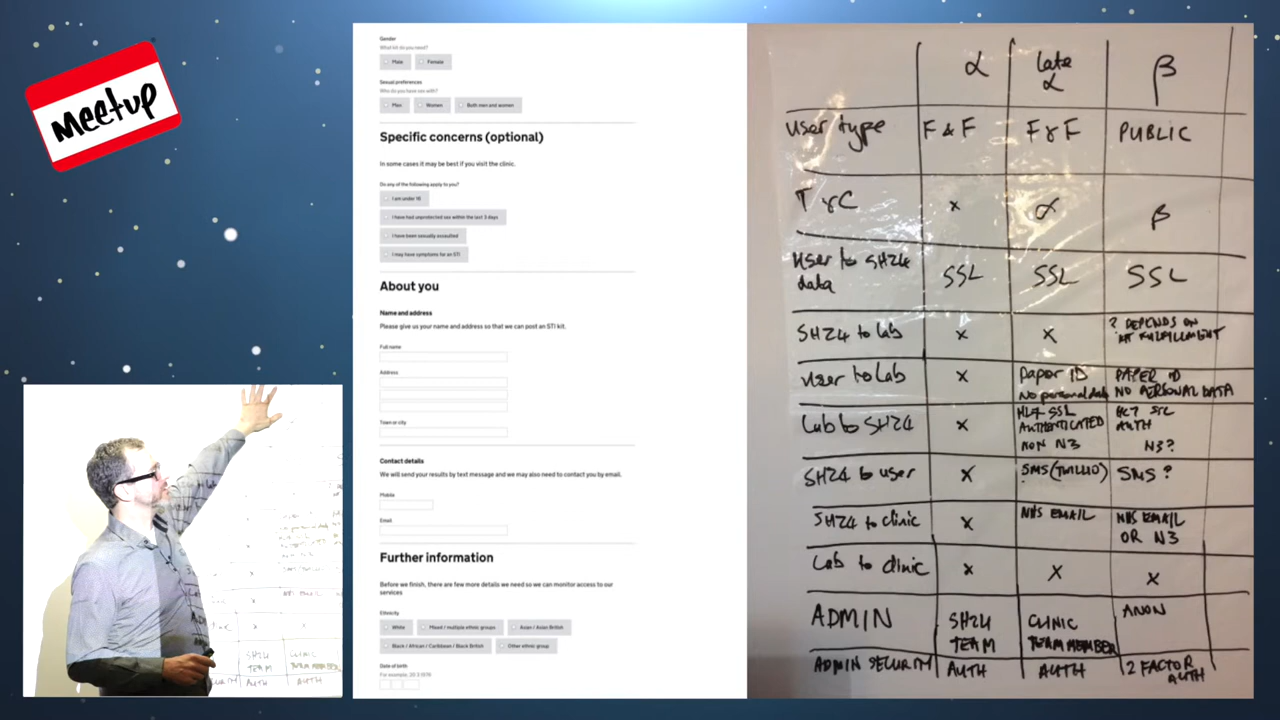 Meetup
Gender
What kit do you need?
Male Female
Sexual preferences
Who do you have sex with?
Men Women Both men and women
Specific concerns (optional)
In some cases it may be best if you visit the clinic.
Do any of the following apply to you?
I am under 16
I have had unprotected sex within the last 3 days
I have been sexually assaulted
I may have symptoms for an STI
About you
Name and address
Please give us your name and address so that we can post an STI kit.
Full name
Address
Town or city
Contact details
We will send your results by text message and we may also need to contact you by email.
Mobile
Email
Further information
Before we finish, there are few more details we need so we can monitor access to our
services
Ethnicity
White Mixed / multiple ethnic groups Asian / Asian British
Black / African / Caribbean / Black British Other ethnic group
Date of birth
For example, 20 3 1976
α late α β
User type F & F F & F PUBLIC
T & C x α β
User to SH24 data SSL SSL SSL
SH24 to lab x x ? DEPENDS ON FULFILLMENT
User to Lab x Paper ID No personal data PAPER ID NO PERSONAL DATA
Lab to SH24 x HL7 SSL AUTHENTICATED NON N3 HL7 SSL AUTH N3?
SH24 to user x SMS (TWILLIO) SMS ?
SH24 to clinic x NHS EMAIL NHS EMAIL OR N3
Lab to clinic x x x
ADMIN SH24 TEAM CLINIC TEAM MEMBER ANON
ADMIN SECURITY AUTH AUTH 2 FACTOR AUTH
SH24 TEAM CLINIC TEAM MEMBER
AUTH AUTH